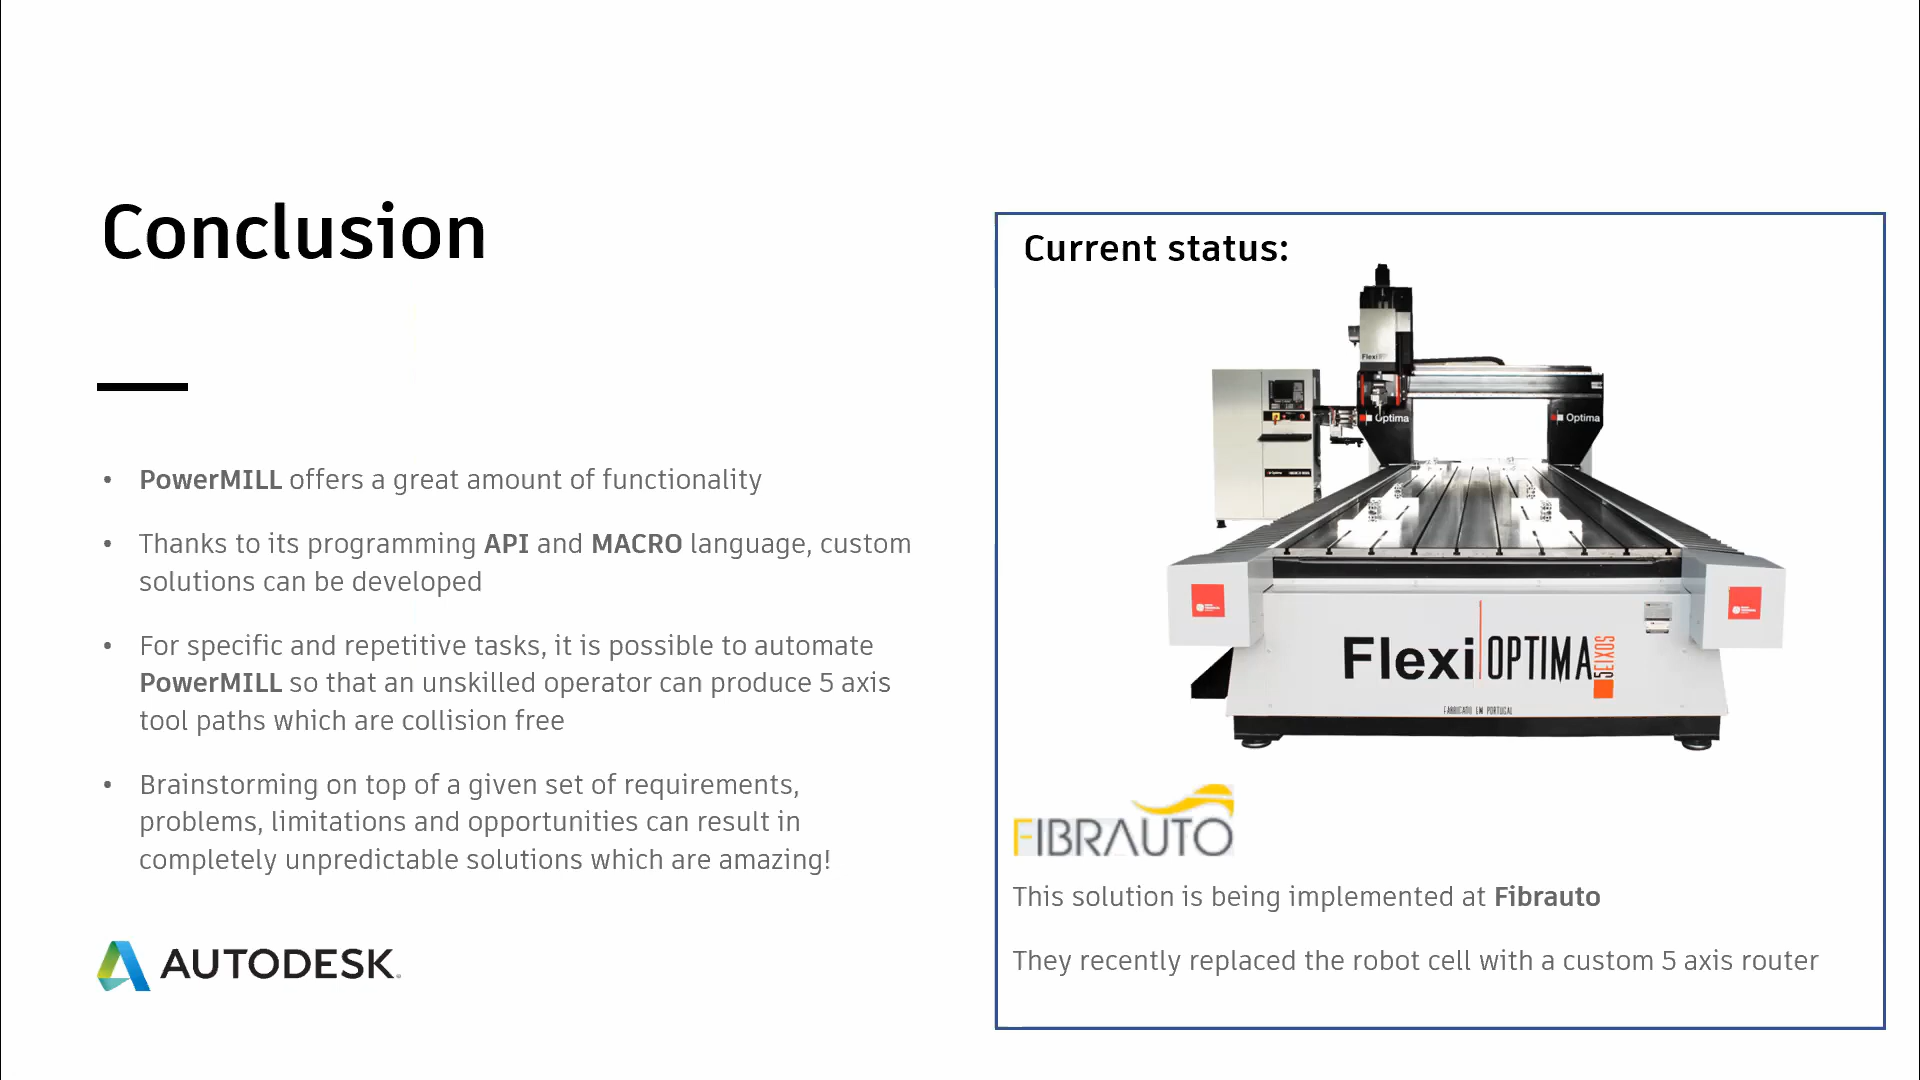 Conclusion
• PowerMILL offers a great amount of functionality
• Thanks to its programming API and MACRO language, custom
solutions can be developed
• For specific and repetitive tasks, it is possible to automate
PowerMILL so that an unskilled operator can produce 5 axis
tool paths which are collision free
• Brainstorming on top of a given set of requirements,
problems, limitations and opportunities can result in
completely unpredictable solutions which are amazing!
AUTODESK.
Current status:
Flexi
Optima
Optima
Flexi OPTIMA 5EIXOS
FABRICADO EM PORTUGAL
FIBRAUTO
This solution is being implemented at Fibrauto
They recently replaced the robot cell with a custom 5 axis router